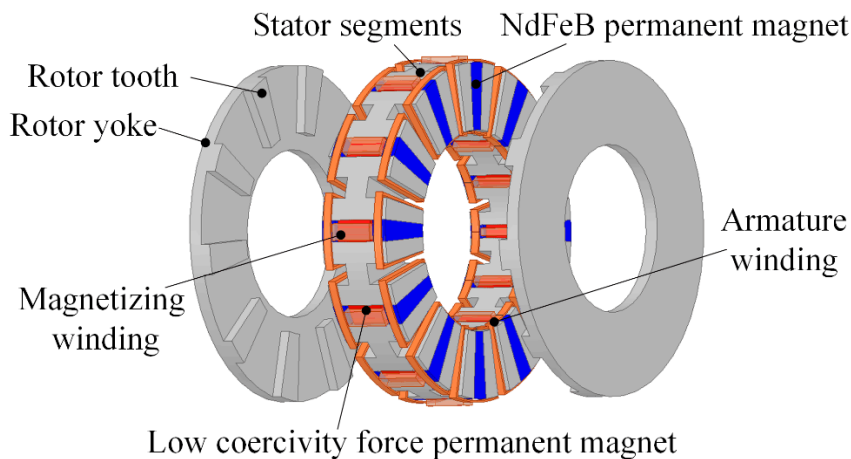 Stator segments
NdFeB permanent magnet
Rotor tooth
Rotor yoke
Armature
winding
Magnetizing
winding
Low coercivity force permanent magnet